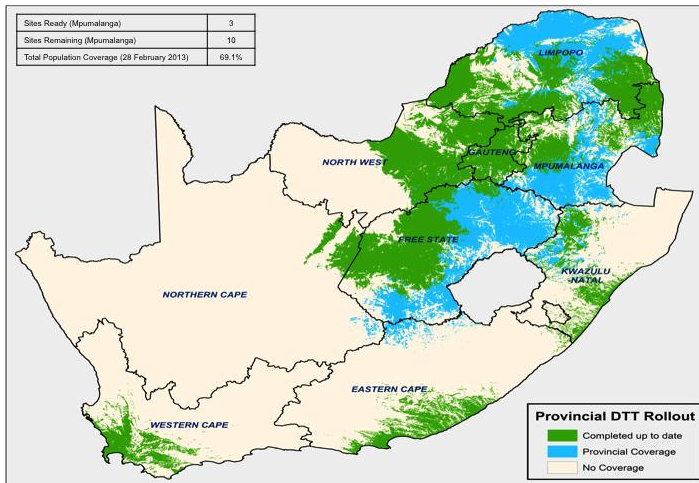 Sites Ready (Mpumalanga) 3
Sites Remaining (Mpumalanga) 10
Total Population Coverage (28 February 2013) 69.1%
LIMPOPO
NORTH WEST
GAUTENG
MPUMALANGA
FREE STATE
KWAZULU
NATAL
NORTHERN CAPE
EASTERN CAPE
WESTERN CAPE
Provincial DTT Rollout
Completed up to date
Provincial Coverage
No Coverage